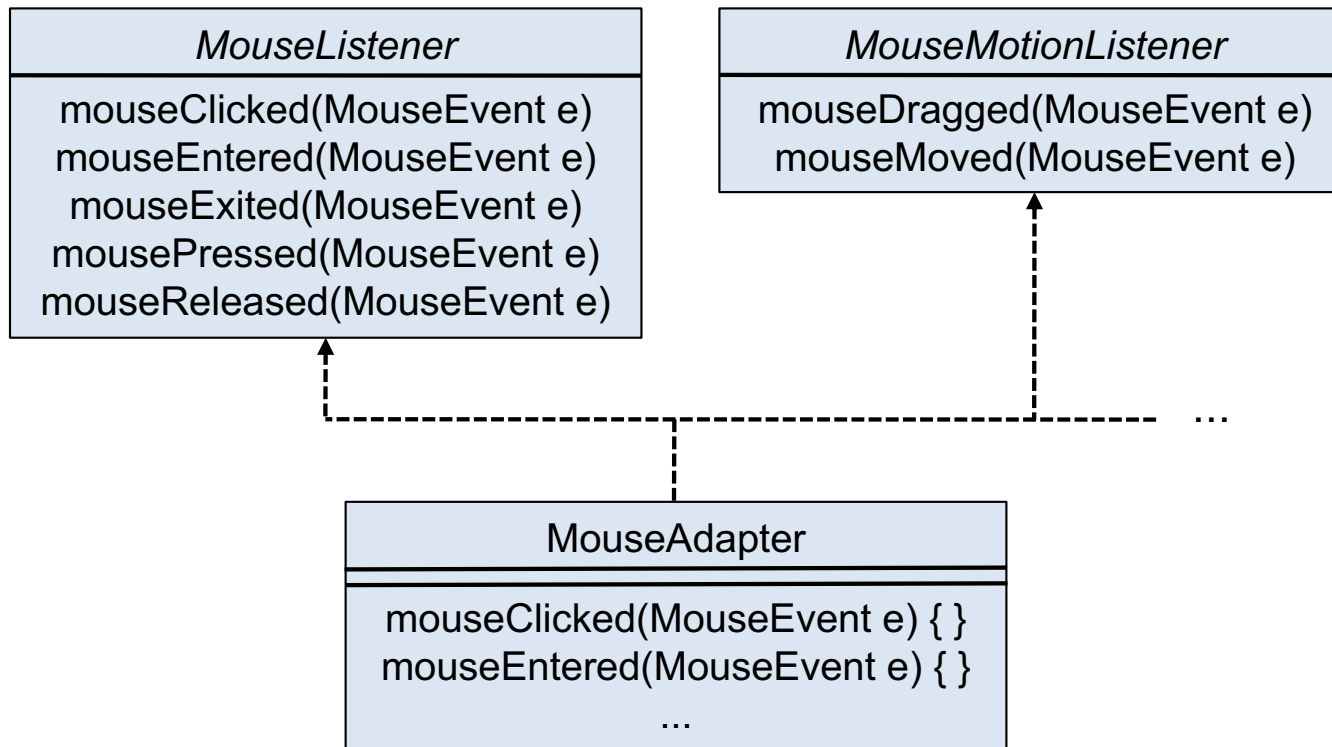 MouseListener
mouseClicked(MouseEvent e)
mouseEntered(MouseEvent e)
mouseExited(MouseEvent e)
mousePressed(MouseEvent e)
mouseReleased(MouseEvent e)
MouseMotionListener
mouseDragged(MouseEvent e)
mouseMoved(MouseEvent e)
...
MouseAdapter
mouseClicked(MouseEvent e) { }
mouseEntered(MouseEvent e) { }
...